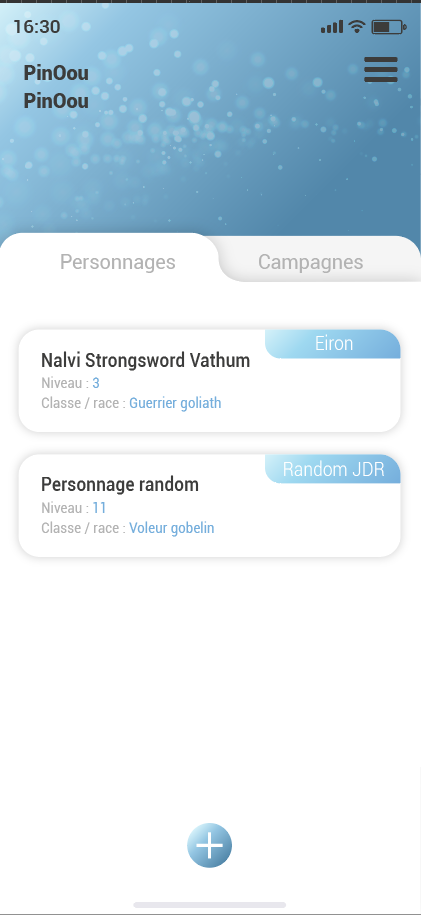 16:30
PinOou
PinOou
Personnages
Campagnes
Eiron
Nalvi Strongsword Vathum
Niveau : 3
Classe / race : Guerrier goliath
Random JDR
Personnage random
Niveau : 11
Classe / race : Voleur gobelin